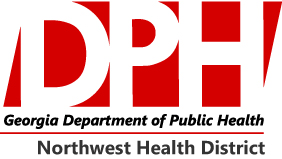 DPH
Georgia Department of Public Health
Northwest Health District